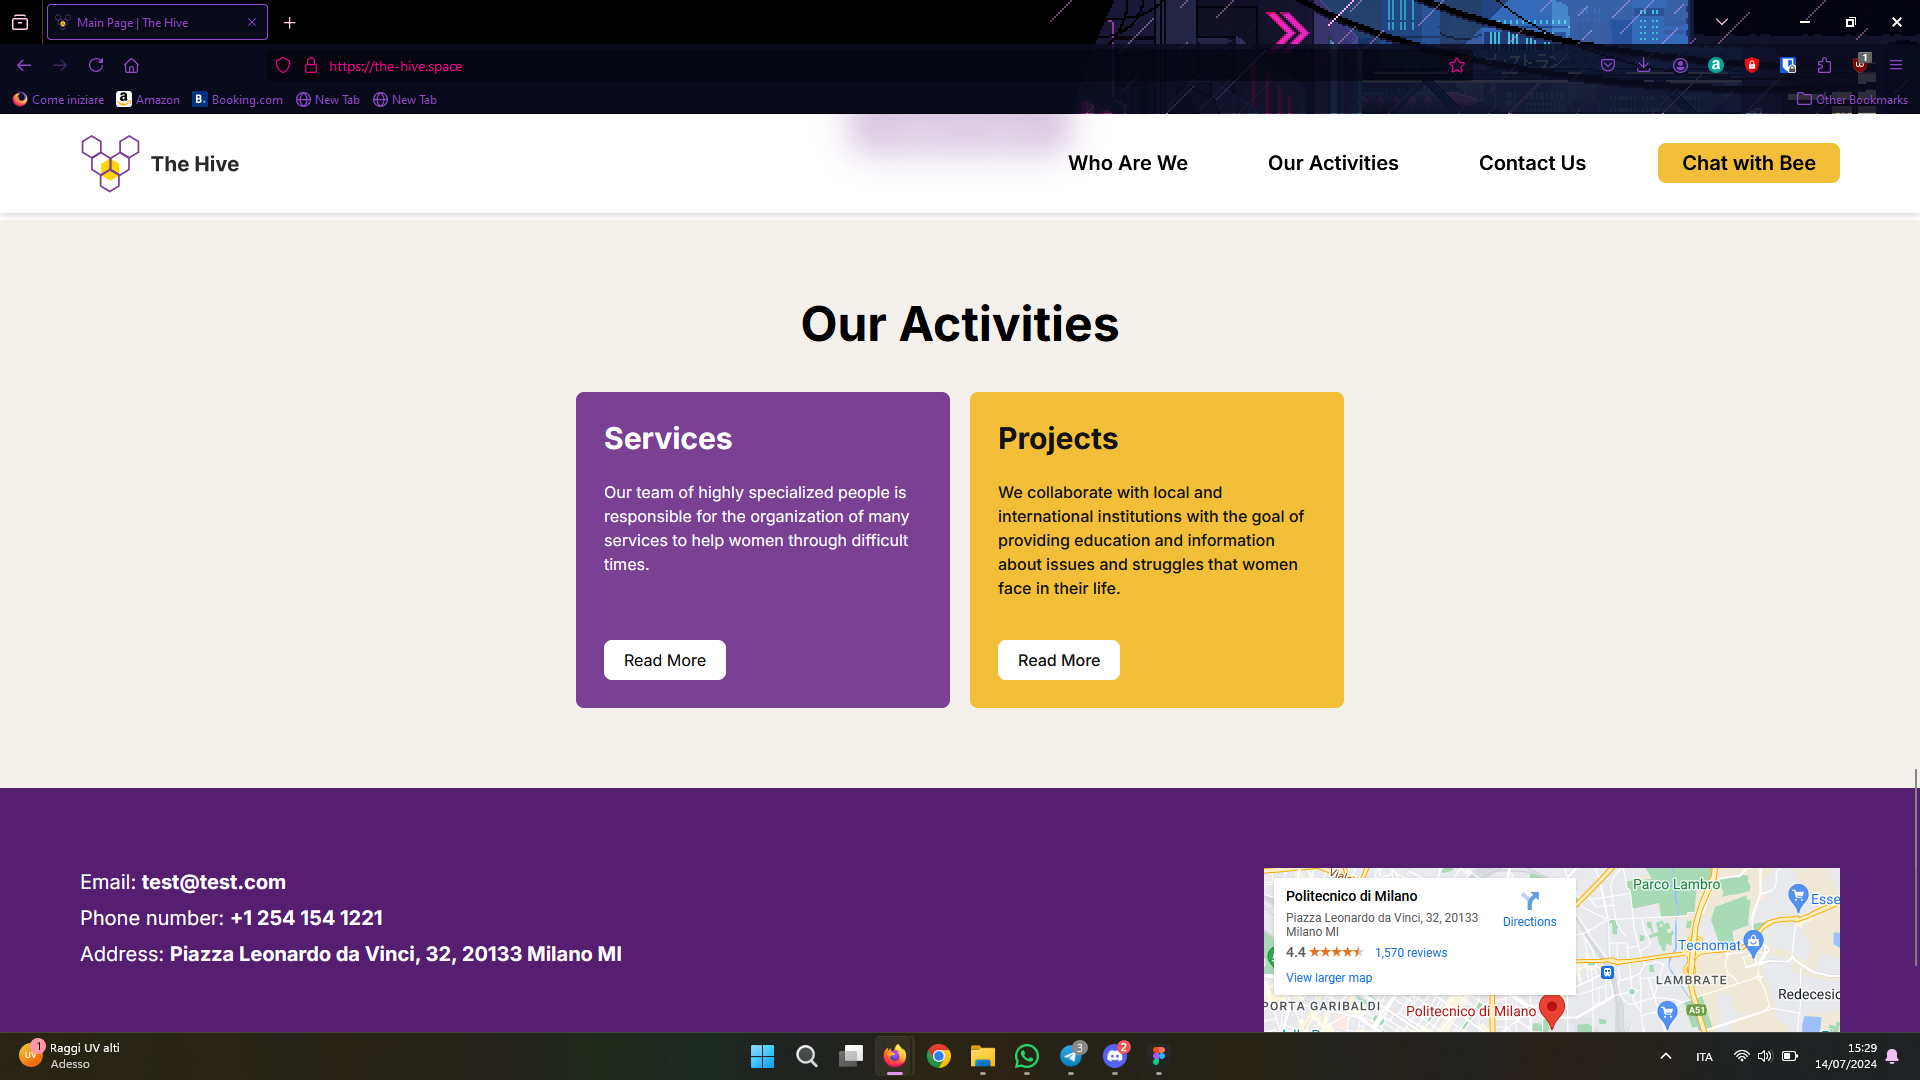 Main Page | The Hive
https://the-hive.space
1
Come iniziare
Amazon
Booking.com
New Tab
New Tab
Other Bookmarks
The Hive
Who Are We
Our Activities
Contact Us
Chat with Bee
Our Activities
Services
Our team of highly specialized people is
responsible for the organization of many
services to help women through difficult
times.
Read More
Projects
We collaborate with local and
international institutions with the goal of
providing education and information
about issues and struggles that women
face in their life.
Read More
Email: test@test.com
Phone number: +1 254 154 1221
Address: Piazza Leonardo da Vinci, 32, 20133 Milano MI
Politecnico di Milano
Piazza Leonardo da Vinci, 32, 20133
Milano MI
Directions
4.4
1,570 reviews
View larger map
Parco Lambro
Esse
Tecnomat
LAMBRATE
Redecesio
PORTA GARIBALDI
Politecnico di Milano
A51
UV
1
Raggi UV alti
Adesso
3
2
ITA
15:29
14/07/2024